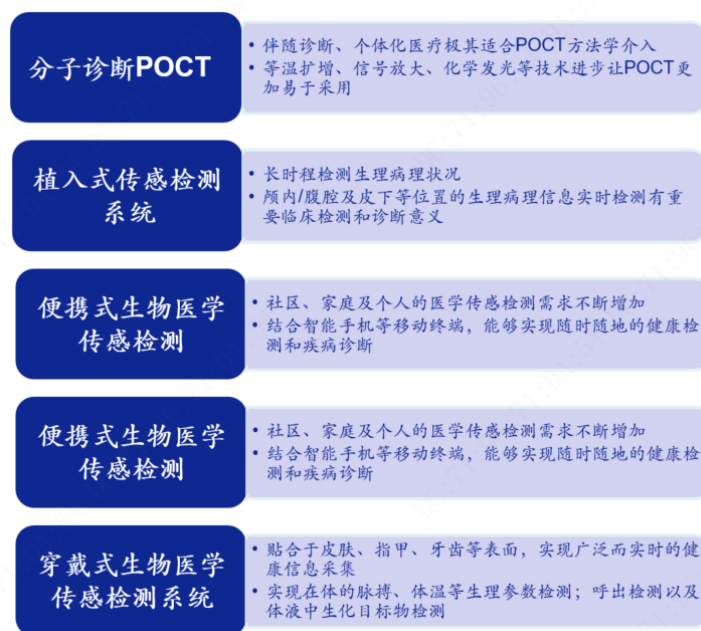 分子诊断POCT
• 伴随诊断、个体化医疗极其适合POCT方法学介入
• 等温扩增、信号放大、化学发光等技术进步让POCT更
加易于采用
植入式传感检测
系统
• 长时程检测生理病理状况
• 颅内/腹腔及皮下等位置的生理病理信息实时检测有重
要临床检测和诊断意义
便携式生物医学
传感检测
• 社区、家庭及个人的医学传感检测需求不断增加
• 结合智能手机等移动终端，能够实现随时随地的健康检
测和疾病诊断
便携式生物医学
传感检测
• 社区、家庭及个人的医学传感检测需求不断增加
• 结合智能手机等移动终端，能够实现随时随地的健康检
测和疾病诊断
穿戴式生物医学
传感检测系统
• 贴合于皮肤、指甲、牙齿等表面，实现广泛而实时的健
康信息采集
• 实现在体的脉搏、体温等生理参数检测；呼出检测以及
体液中生化目标物检测